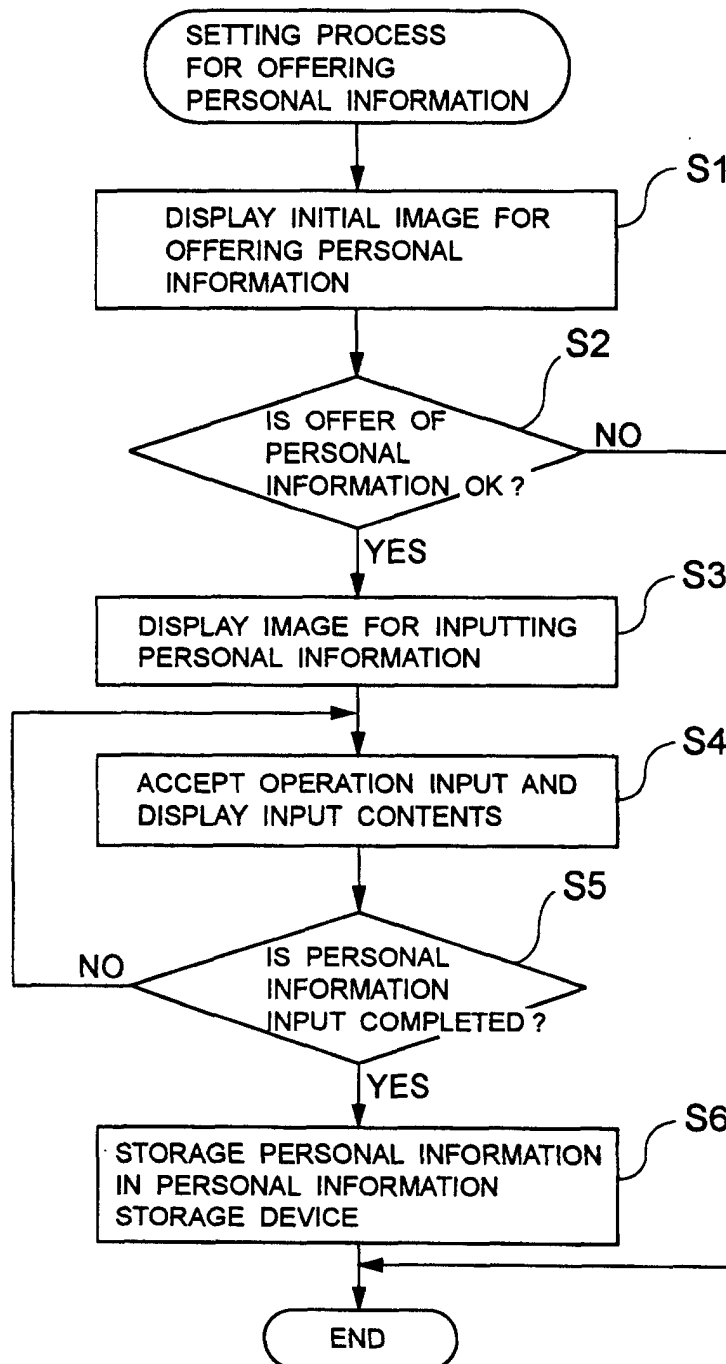 SETTING PROCESS
FOR OFFERING
PERSONAL INFORMATION
S1
DISPLAY INITIAL IMAGE FOR
OFFERING PERSONAL
INFORMATION
S2
IS OFFER OF
PERSONAL
INFORMATION OK ?
NO
YES
S3
DISPLAY IMAGE FOR INPUTTING
PERSONAL INFORMATION
S4
ACCEPT OPERATION INPUT AND
DISPLAY INPUT CONTENTS
S5
IS PERSONAL
INFORMATION
INPUT COMPLETED ?
NO
YES
S6
STORAGE PERSONAL INFORMATION
IN PERSONAL INFORMATION
STORAGE DEVICE
END